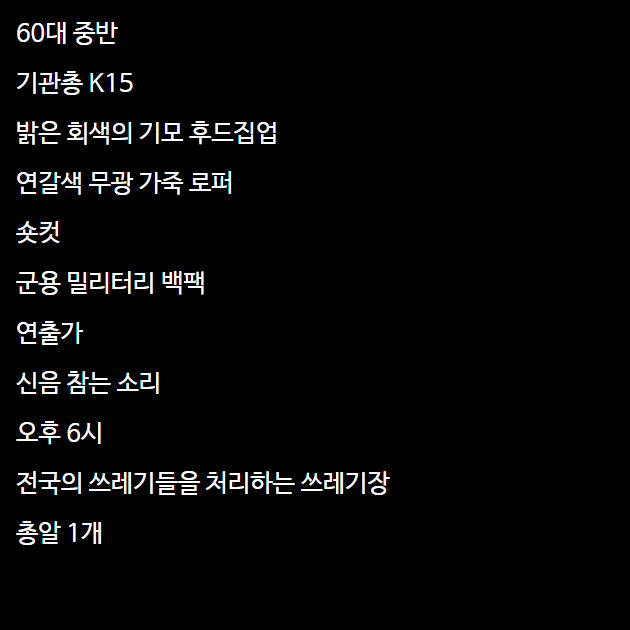 60대 중반
기관총 K15
밝은 회색의 기모 후드집업
연갈색 무광 가죽 로퍼
숏컷
군용 밀리터리 백팩
연출가
신음 참는 소리
오후 6시
전국의 쓰레기들을 처리하는 쓰레기장
총알 1개